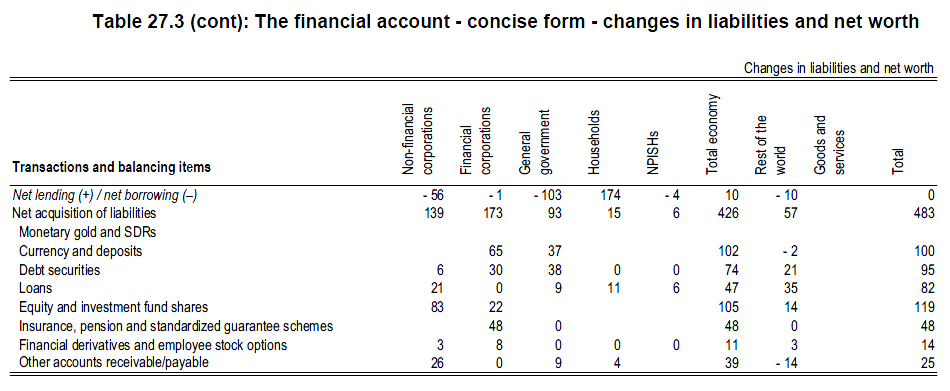 Table 27.3 (cont): The financial account - concise form - changes in liabilities and net worth
Changes in liabilities and net worth
Transactions and balancing items Non-financial corporations Financial corporations General government Households NPISHs Total economy Rest of the world Goods and services Total
Net lending (+) / net borrowing (–) - 56 - 1 - 103 174 - 4 10 - 10 0
Net acquisition of liabilities 139 173 93 15 6 426 57 483
Monetary gold and SDRs
Currency and deposits 65 37 102 - 2 100
Debt securities 6 30 38 0 0 74 21 95
Loans 21 0 9 11 6 47 35 82
Equity and investment fund shares 83 22 105 14 119
Insurance, pension and standardized guarantee schemes 48 0 48 0 48
Financial derivatives and employee stock options 3 8 0 0 0 11 3 14
Other accounts receivable/payable 26 0 9 4 39 - 14 25